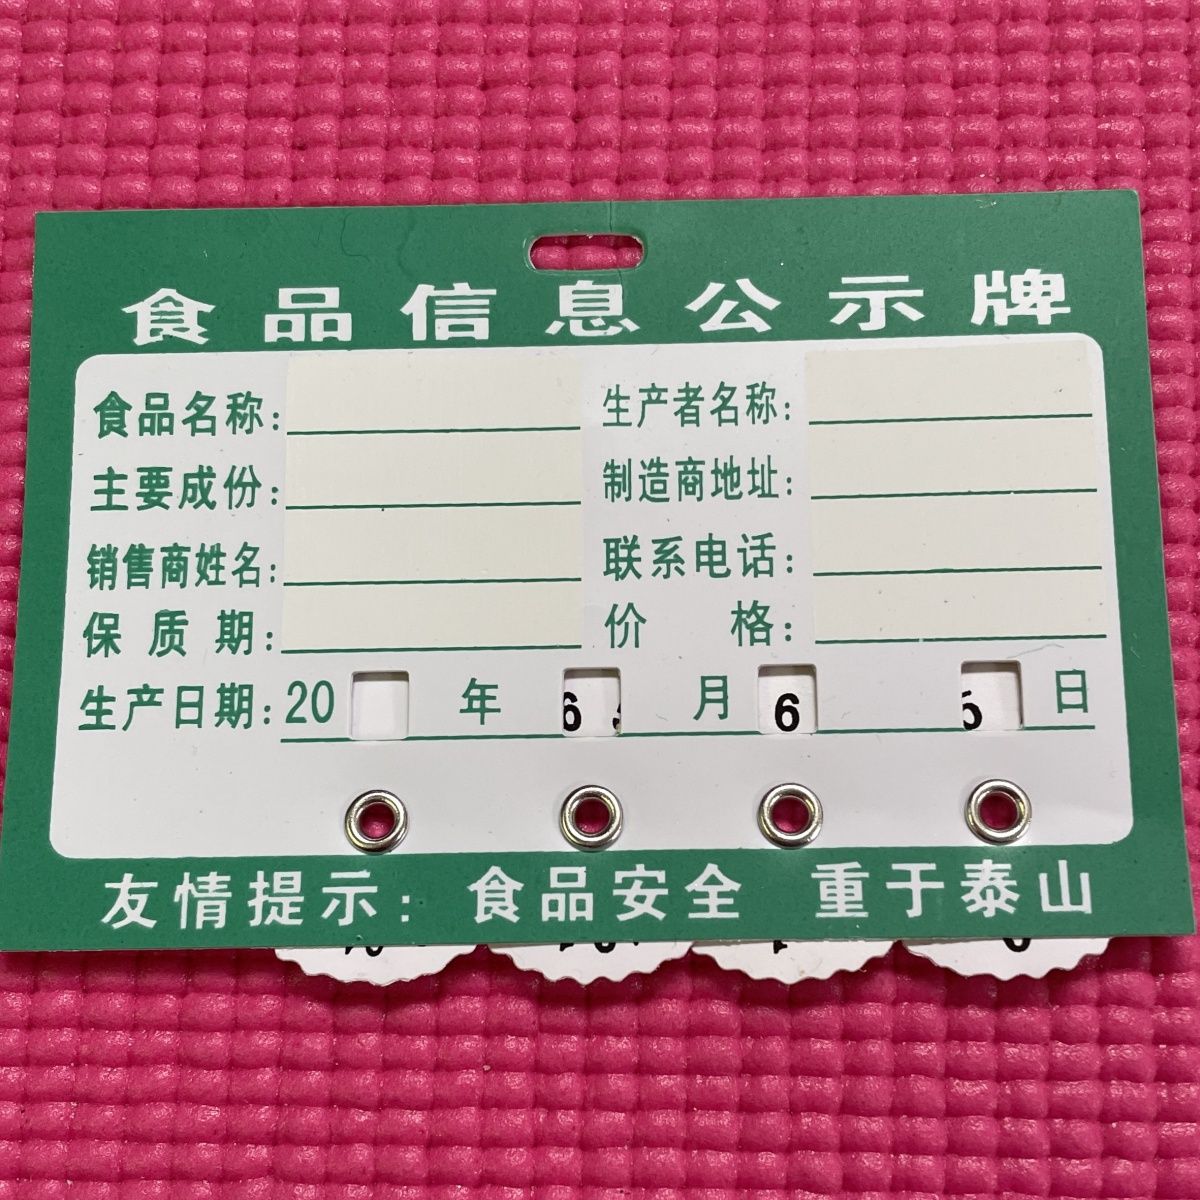 食品信息公示牌
食品名称: 生产者名称:
主要成份: 制造商地址:
销售商姓名: 联系电话:
保质期: 价格:
生产日期:20 年 6 月 6 5 日
友情提示: 食品安全 重于泰山